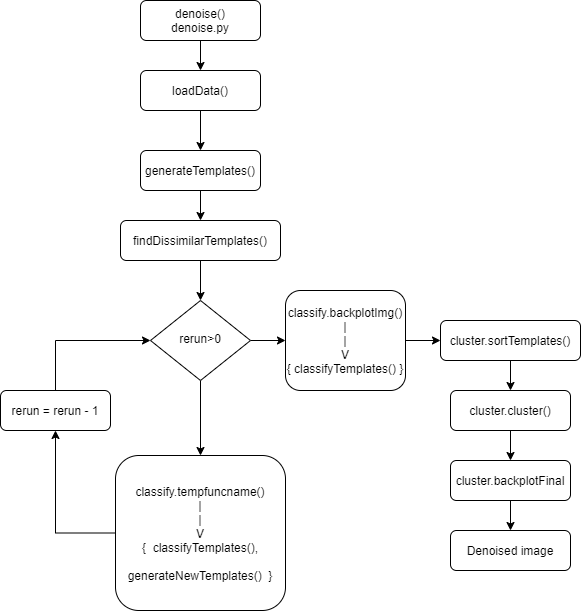 denoise()
denoise.py
loadData()
generateTemplates()
findDissimilarTemplates()
rerun>0
classify.backplotImg()
|
|
V
{ classifyTemplates() }
cluster.sortTemplates()
rerun = rerun - 1
cluster.cluster()
cluster.backplotFinal
classify.tempfuncname()
|
|
V
{ classifyTemplates(),
generateNewTemplates() }
Denoised image